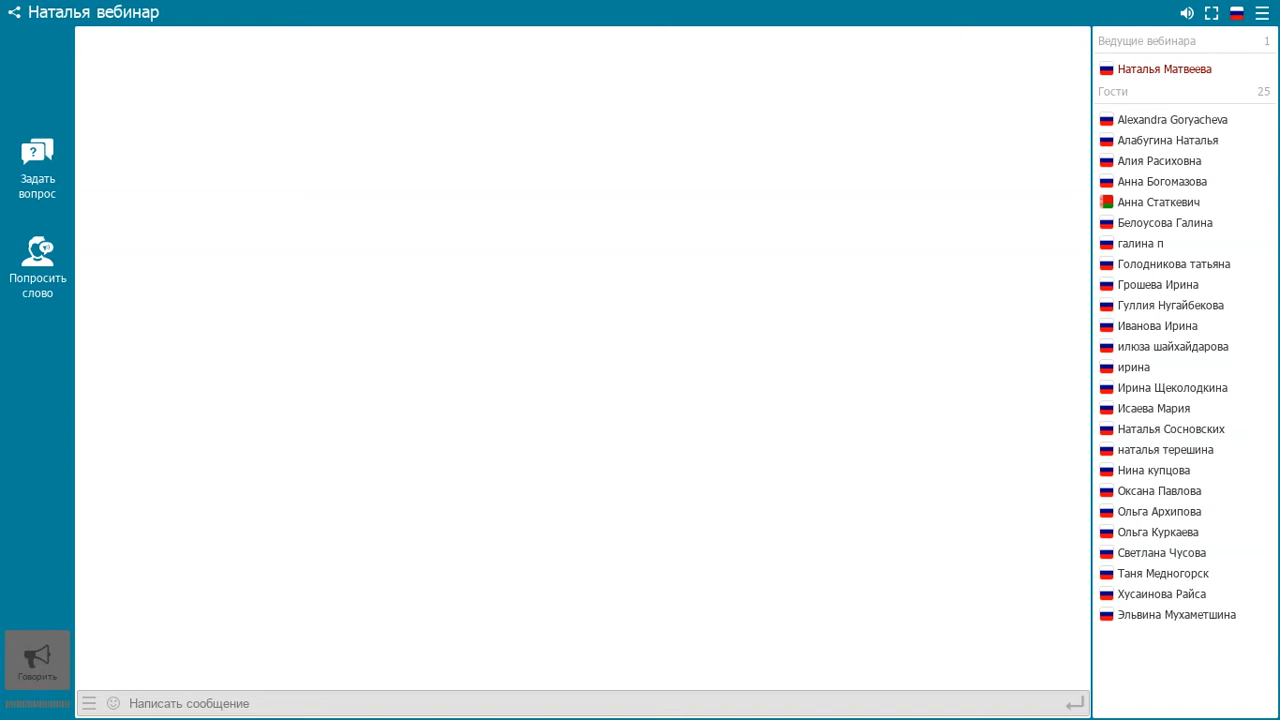 Наталья вебинар
Задать
вопрос
Попросить
слово
Говорить
Написать сообщение
Ведущие вебинара 1
Наталья Матвеева
Гости 25
Alexandra Goryacheva
Алабугина Наталья
Алия Расиховна
Анна Богомазова
Анна Статкевич
Белоусова Галина
галина п
Голодникова татьяна
Грошева Ирина
Гуллия Нугайбекова
Иванова Ирина
илюза шайхайдарова
ирина
Ирина Щеколодкина
Исаева Мария
Наталья Сосновских
наталья терешина
Нина купцова
Оксана Павлова
Ольга Архипова
Ольга Куркаева
Светлана Чусова
Таня Медногорск
Хусаинова Райса
Эльвина Мухаметшина